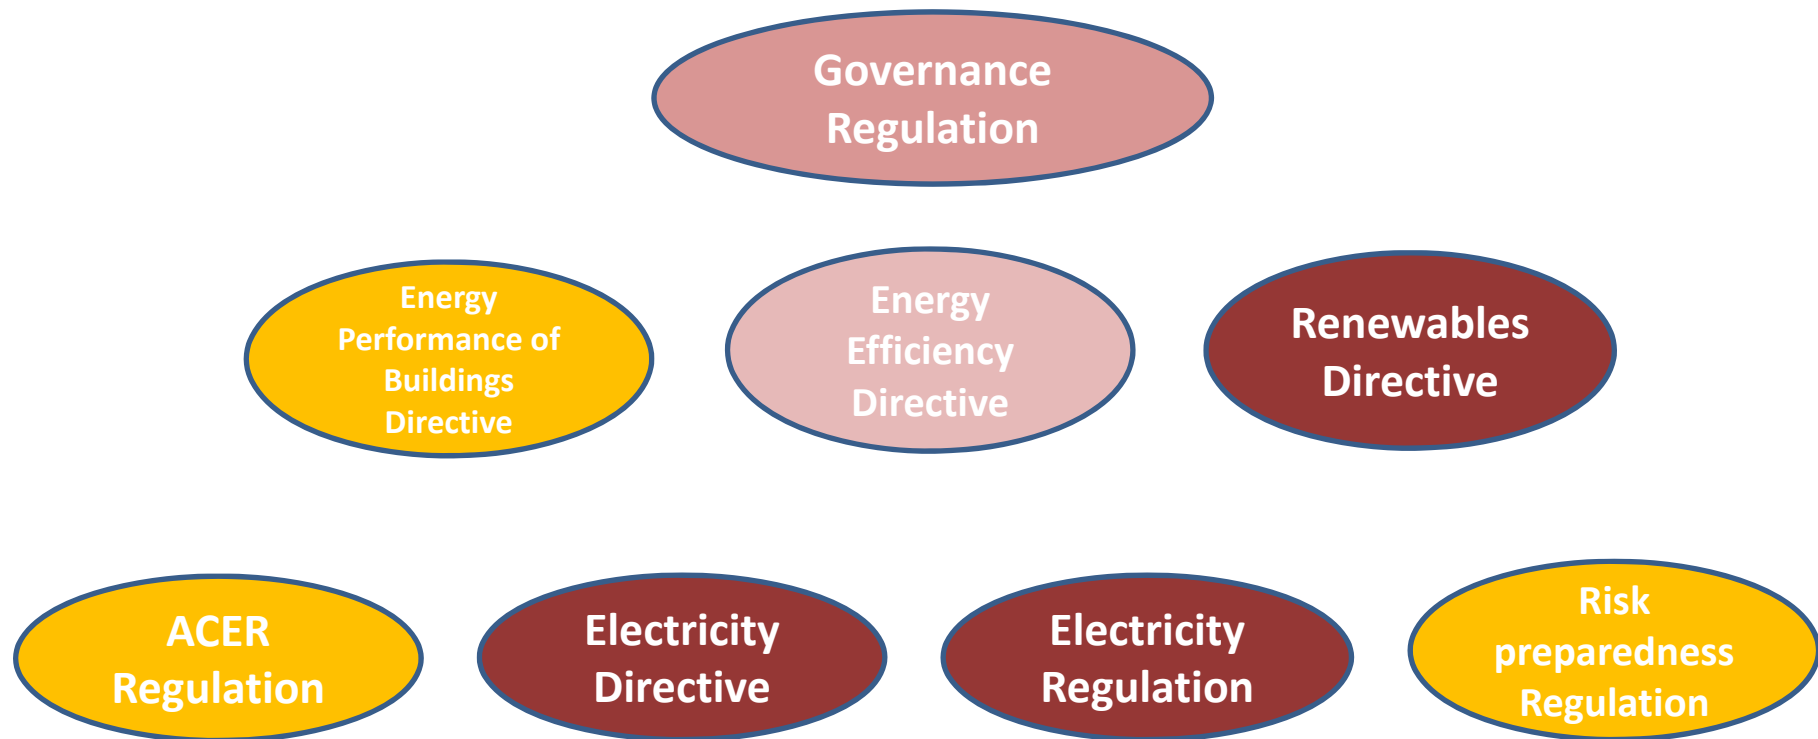 Governance
Regulation
Energy
Performance of
Buildings
Directive
Energy
Efficiency
Directive
Renewables
Directive
ACER
Regulation
Electricity
Directive
Electricity
Regulation
Risk
preparedness
Regulation